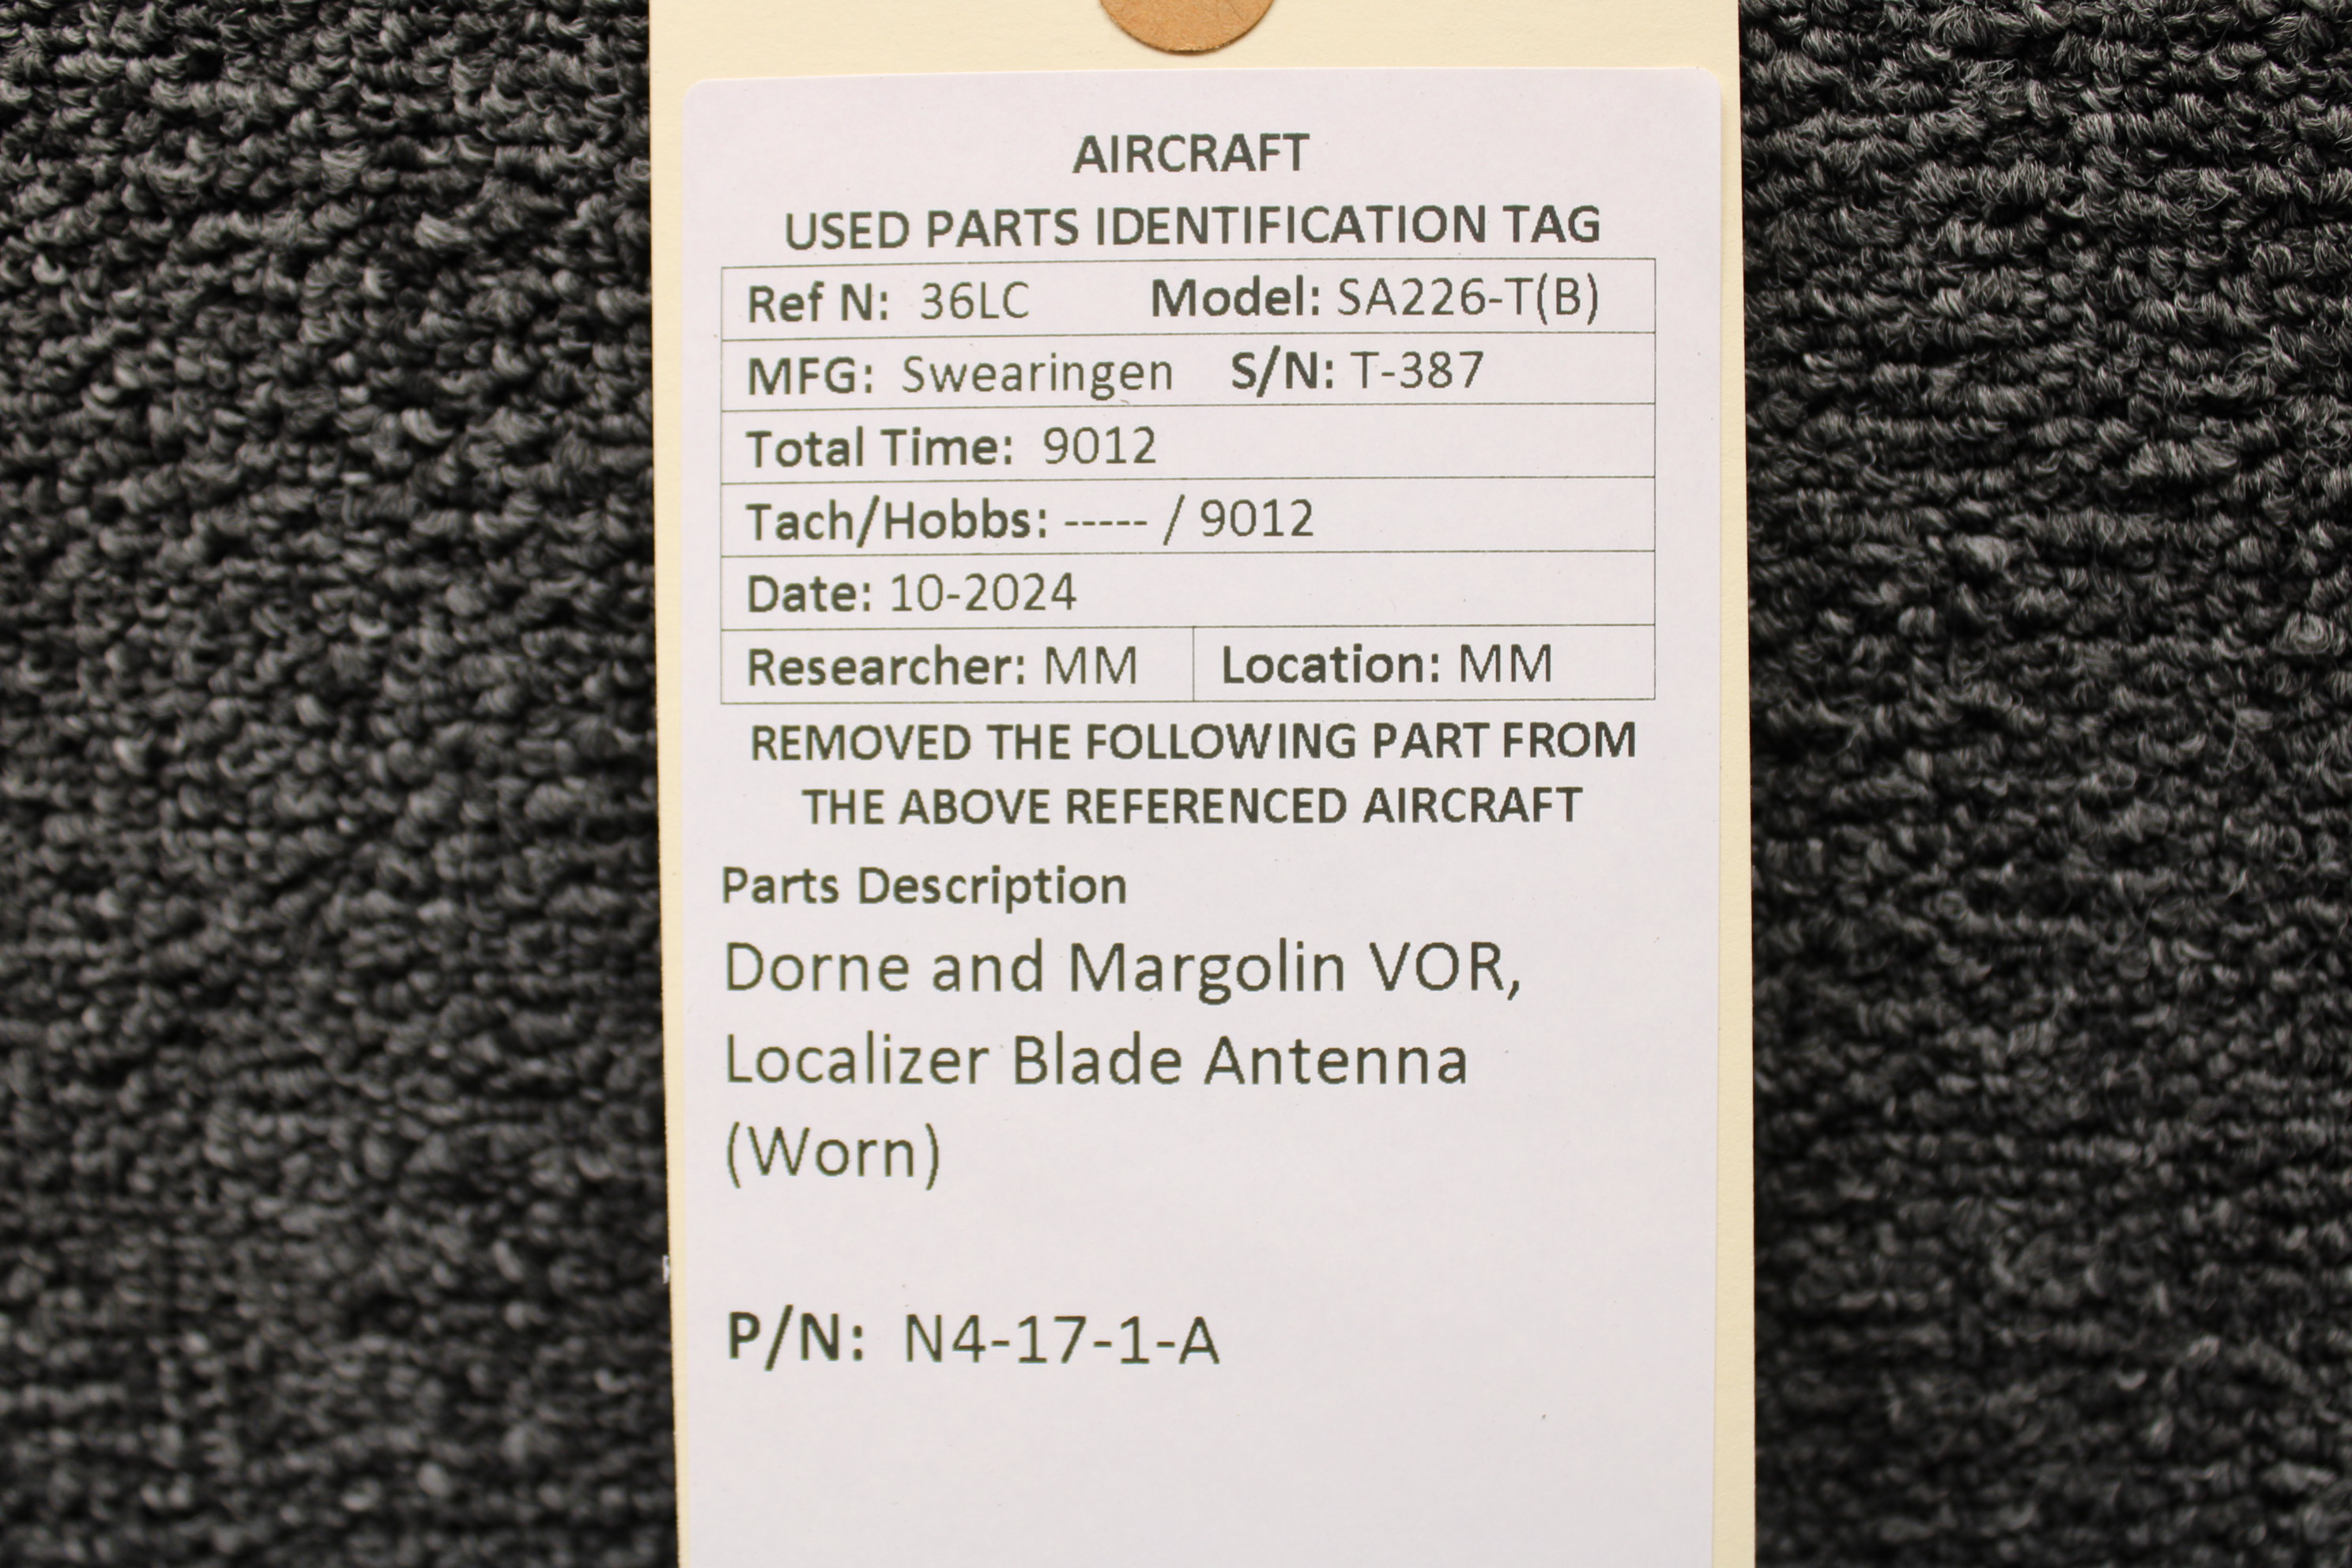 AIRCRAFT
USED PARTS IDENTIFICATION TAG
Ref N: 36LC Model: SA226-T(B)
MFG: Swearingen S/N: T-387
Total Time: 9012
Tach/Hobbs: ----- / 9012
Date: 10-2024
Researcher: MM Location: MM
REMOVED THE FOLLOWING PART FROM
THE ABOVE REFERENCED AIRCRAFT
Parts Description
Dorne and Margolin VOR,
Localizer Blade Antenna
(Worn)
P/N: N4-17-1-A